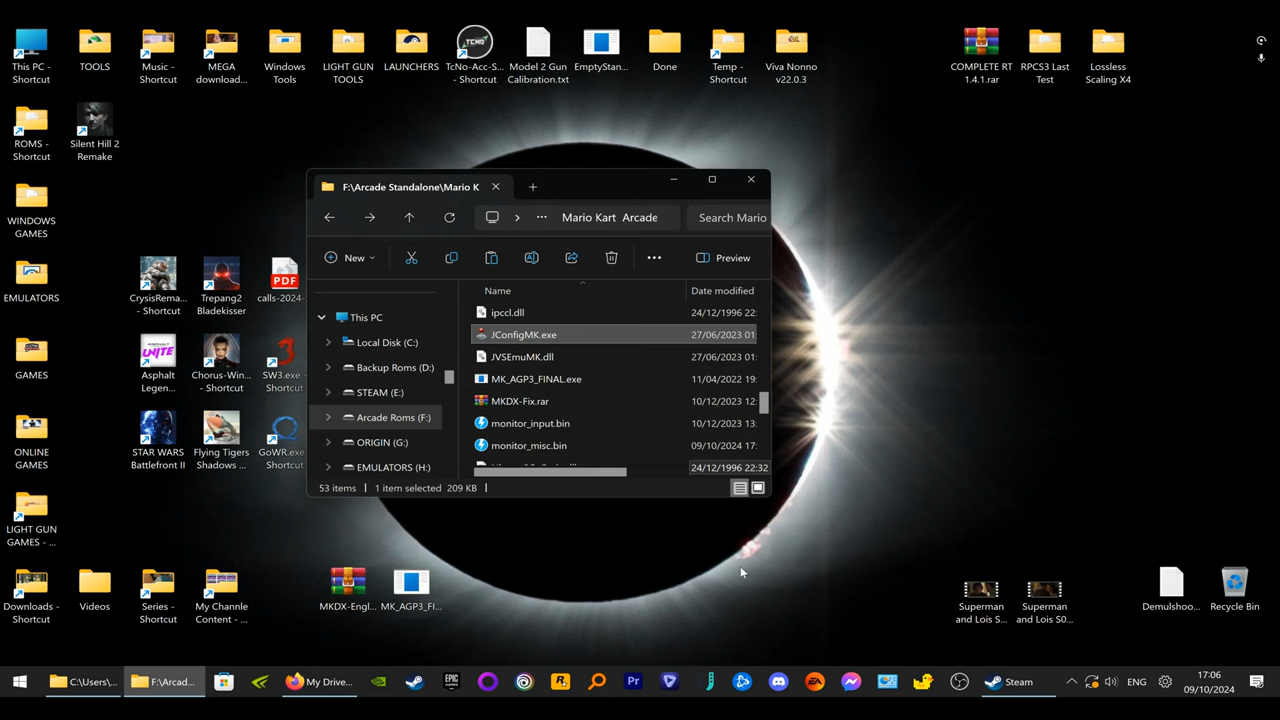 This PC -
Shortcut
TOOLS
Music -
Shortcut
MEGA
download...
Windows
Tools
LIGHT GUN
TOOLS
LAUNCHERS
TCNO
TcNo-Acc-S...
- Shortcut
Model 2 Gun
Calibration.txt
EmptyStan...
Done
Temp -
Shortcut
Viva Nonno
v22.0.3
COMPLETE RT
1.4.1.rar
RPCS3 Last
Test
Lossless
Scaling X4
ROMS -
Shortcut
Silent Hill 2
Remake
WINDOWS
GAMES
EMULATORS
CrysisRema...
- Shortcut
Trepang2
Bladekisser
PDF
calls-2024-
GAMES
UNITE
Asphalt
Legen...
Chorus-Win...
- Shortcut
SW3.exe -
Shortcut
ONLINE
GAMES
STAR WARS
Battlefront II
Flying Tigers
Shadows ...
GoWR.exe
Shortcut
LIGHT GUN
GAMES - ...
Downloads -
Shortcut
Videos
Series -
Shortcut
My Channle
Content - ...
MKDX-Engl...
MK_AGP3_FI...
Superman
and Lois S...
Superman
and Lois S0...
Demulshoo...
Recycle Bin
F:\Arcade Standalone\Mario K
Mario Kart Arcade
Search Mario
New
Preview
Name
Date modified
This PC
Local Disk (C:)
Backup Roms (D:)
STEAM (E:)
Arcade Roms (F:)
ORIGIN (G:)
EMULATORS (H:)
ipccl.dll 24/12/1996 22:
JConfigMK.exe 27/06/2023 01:
JVSEmuMK.dll 27/06/2023 01:
MK_AGP3_FINAL.exe 11/04/2022 19:
MKDX-Fix.rar 10/12/2023 12:
monitor_input.bin 10/12/2023 13:
monitor_misc.bin 09/10/2024 17:
24/12/1996 22:32
53 items
1 item selected 209 KB
C:\Users\...
F:\Arcad...
My Drive...
EPIC
GAMES
Pr
EA
Steam
ENG
17:06
09/10/2024